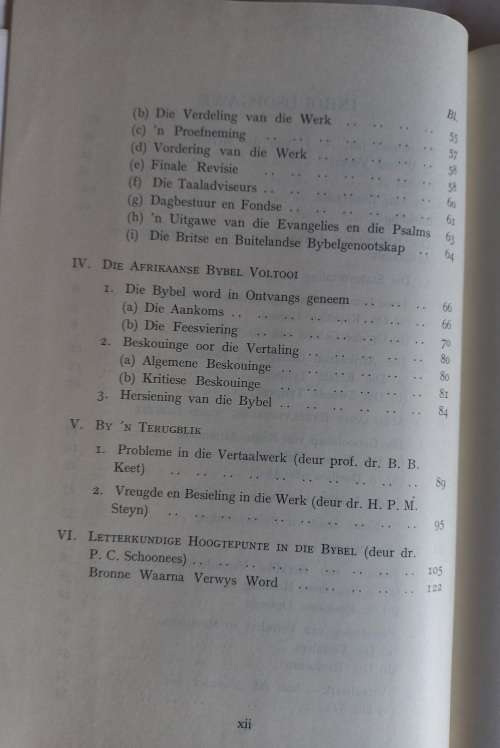 Bl.
(b) Die Verdeling van die Werk .. .. .. .. 55
(c) 'n Proefneming .. .. .. .. .. .. .. 57
(d) Vordering van die Werk .. .. .. .. .. 58
(e) Finale Revisie .. .. .. .. .. .. .. 58
(f) Die Taaladviseurs .. .. .. .. .. .. .. 60
(g) Dagbestuur en Fondse .. .. .. .. .. .. 61
(h) 'n Uitgawe van die Evangelies en die Psalms 63
(i) Die Britse en Buitelandse Bybelgenootskap .. 64
IV. DIE AFRIKAANSE BYBEL VOLTOOI
1. Die Bybel word in Ontvangs geneem .. .. .. 66
(a) Die Aankoms .. .. .. .. .. .. .. .. 66
(b) Die Feesviering .. .. .. .. .. .. .. 70
2. Beskouinge oor die Vertaling .. .. .. .. .. 80
(a) Algemene Beskouinge .. .. .. .. .. .. 80
(b) Kritiese Beskouinge .. .. .. .. .. .. 81
3. Hersiening van die Bybel .. .. .. .. .. .. 84
V. BY 'N TERUGBLIK
1. Probleme in die Vertaalwerk (deur prof. dr. B. B.
Keet) .. .. .. .. .. .. .. .. .. .. 89
2. Vreugde en Besieling in die Werk (deur dr. H. P. M.
Steyn) .. .. .. .. .. .. .. .. .. .. 95
VI. LETTERKUNDIGE HOOGTEPUNTE IN DIE BYBEL (deur dr.
P. C. Schoonees) .. .. .. .. .. .. .. .. .. 105
Bronne Waarna Verwys Word .. .. .. .. .. 122
xii